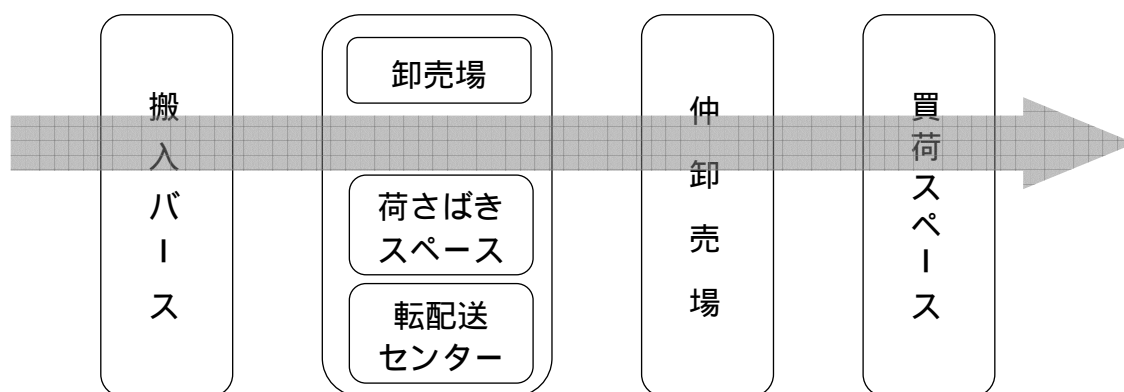 搬入バース
卸売場
荷さばき
スペース
転配送
センター
仲卸売場
買荷スペース